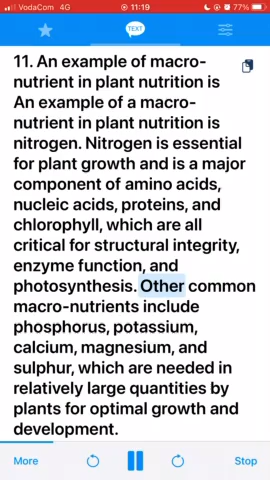 VodaCom 4G 11:19 77%
TEXT
11. An example of macro-
nutrient in plant nutrition is
An example of a macro-
nutrient in plant nutrition is
nitrogen. Nitrogen is essential
for plant growth and is a major
component of amino acids,
nucleic acids, proteins, and
chlorophyll, which are all
critical for structural integrity,
enzyme function, and
photosynthesis. Other common
macro-nutrients include
phosphorus, potassium,
calcium, magnesium, and
sulphur, which are needed in
relatively large quantities by
plants for optimal growth and
development.
More Stop